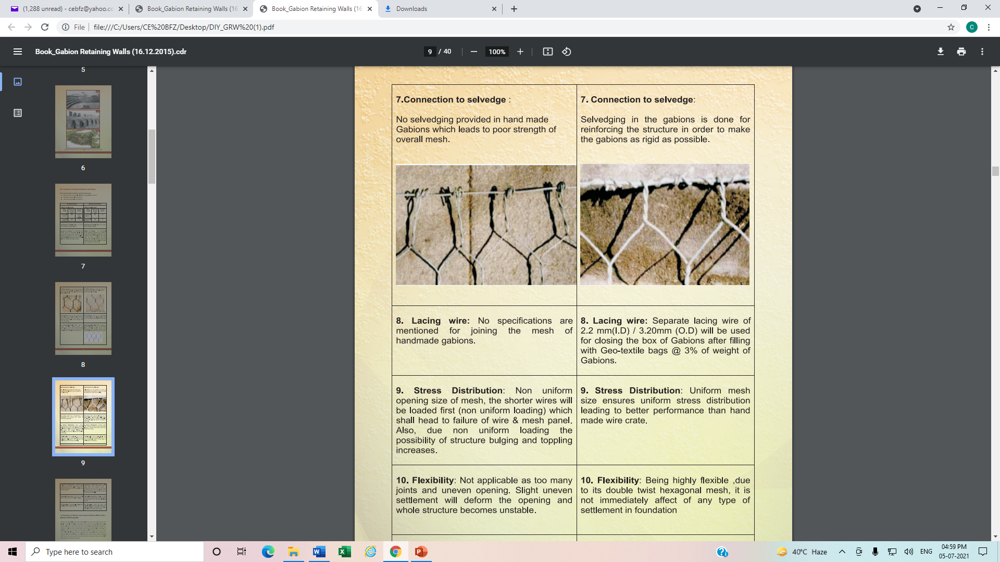 (1,288 unread) - cebfz@yahoo.co
Book_Gabion Retaining Walls (16
Book_Gabion Retaining Walls (16
Downloads
File
file:///C:/Users/CE%20BFZ/Desktop/DIY_GRW%20(1).pdf
C
Book_Gabion Retaining Walls (16.12.2015).cdr
9 / 40
100%
5
6
7
8
9
7.Connection to selvedge :
No selvedging provided in hand made
Gabions which leads to poor strength of
overall mesh.
7. Connection to selvedge:
Selvedging in the gabions is done for
reinforcing the structure in order to make
the gabions as rigid as possible.
8. Lacing wire: No specifications are
mentioned for joining the mesh of
handmade gabions.
8. Lacing wire: Separate lacing wire of
2.2 mm(I.D) / 3.20mm (O.D) will be used
for closing the box of Gabions after filling
with Geo-textile bags @ 3% of weight of
Gabions.
9. Stress Distribution: Non uniform
opening size of mesh, the shorter wires will
be loaded first (non uniform loading) which
shall head to failure of wire & mesh panel.
Also, due non uniform loading the
possibility of structure bulging and toppling
increases.
9. Stress Distribution: Uniform mesh
size ensures uniform stress distribution
leading to better performance than hand
made wire crate.
10. Flexibility: Not applicable as too many
joints and uneven opening. Slight uneven
settlement will deform the opening and
whole structure becomes unstable.
10. Flexibility: Being highly flexible ,due
to its double twist hexagonal mesh, it is
not immediately affect of any type of
settlement in foundation
Type here to search
40°C Haze
ENG
04:59 PM
05-07-2021